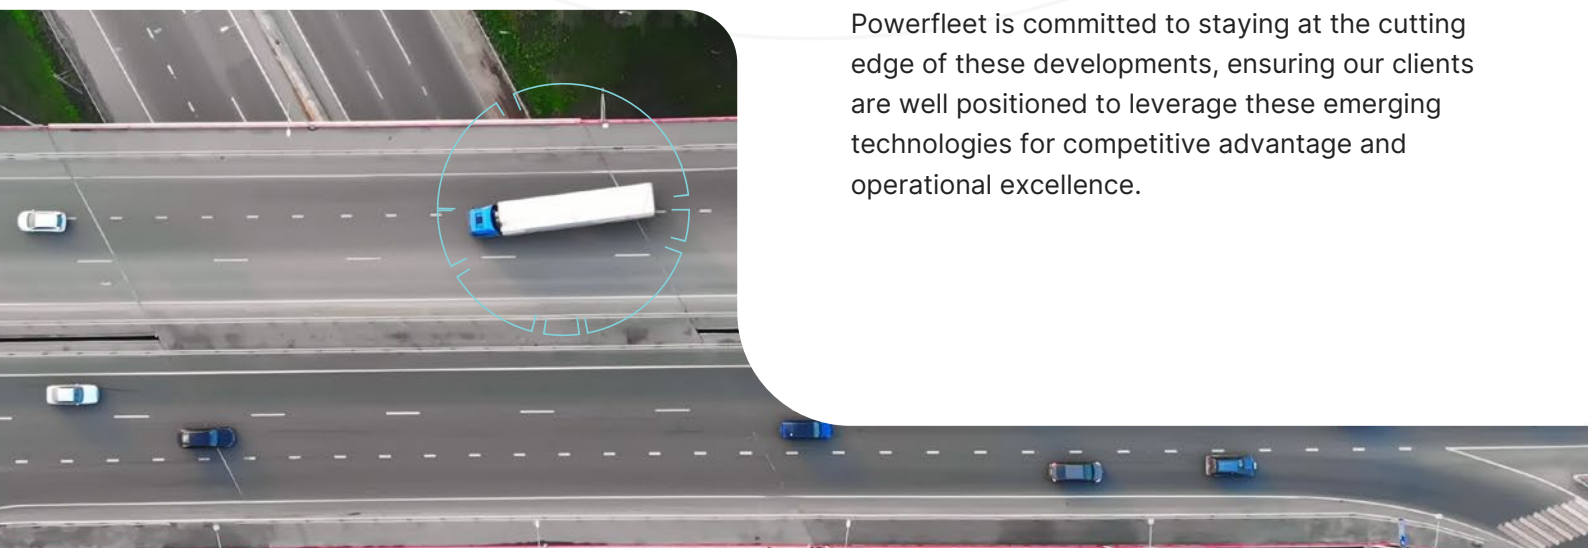 Powerfleet is committed to staying at the cutting
edge of these developments, ensuring our clients
are well positioned to leverage these emerging
technologies for competitive advantage and
operational excellence.